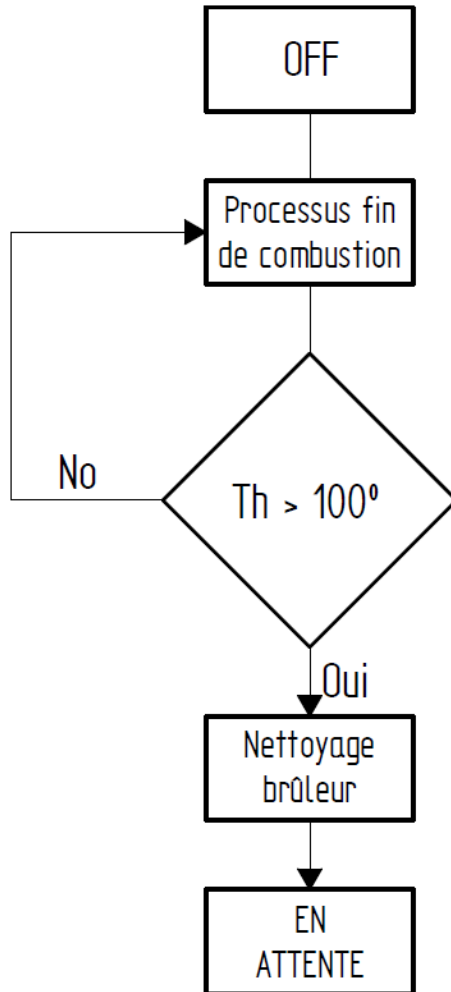 OFF
Processus fin
de combustion
No
Th > 100º
Oui
Nettoyage
brûleur
EN
ATTENTE